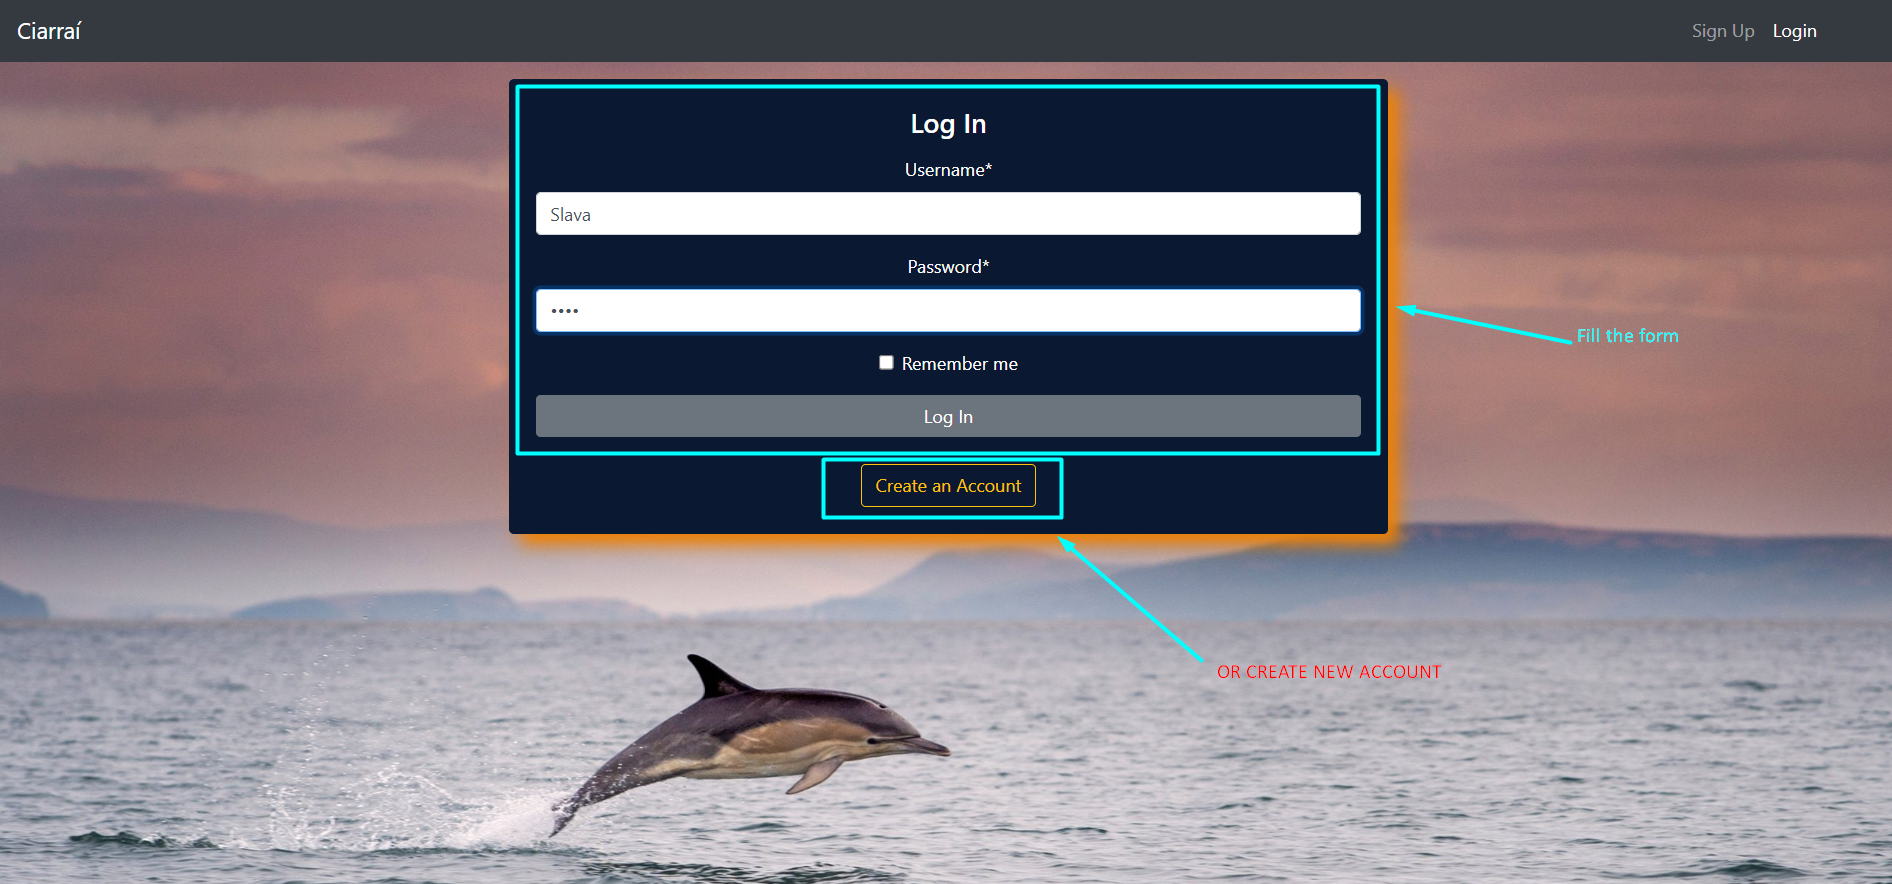 Ciarraí
Sign Up Login
Log In
Username*
Slava
Password*
••••
Remember me
Log In
Create an Account
Fill the form
OR CREATE NEW ACCOUNT